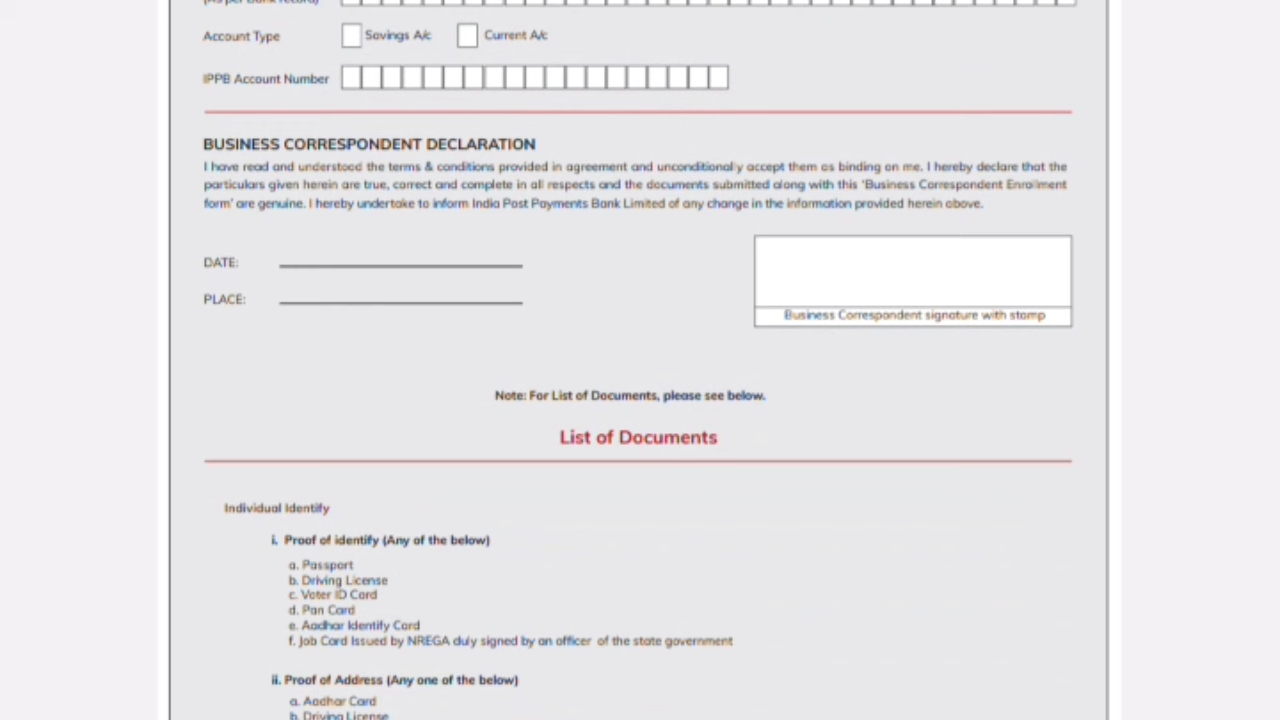 (As per Bank record)
Account Type Savings A/c Current A/c
IPPB Account Number
BUSINESS CORRESPONDENT DECLARATION
I have read and understood the terms & conditions provided in agreement and unconditionally accept them as binding on me. I hereby declare that the
particulars given herein are true, correct and complete in all respects and the documents submitted along with this 'Business Correspondent Enrollment
form' are genuine. I hereby undertake to inform India Post Payments Bank Limited of any change in the information provided herein above.
DATE:
PLACE:
Business Correspondent signature with stamp
Note: For List of Documents, please see below.
List of Documents
Individual Identify
i. Proof of identify (Any of the below)
a. Passport
b. Driving License
c. Voter ID Card
d. Pan Card
e. Aadhar Identify Card
f. Job Card Issued by NREGA duly signed by an officer of the state government
ii. Proof of Address (Any one of the below)
a. Aadhar Card
b. Driving License